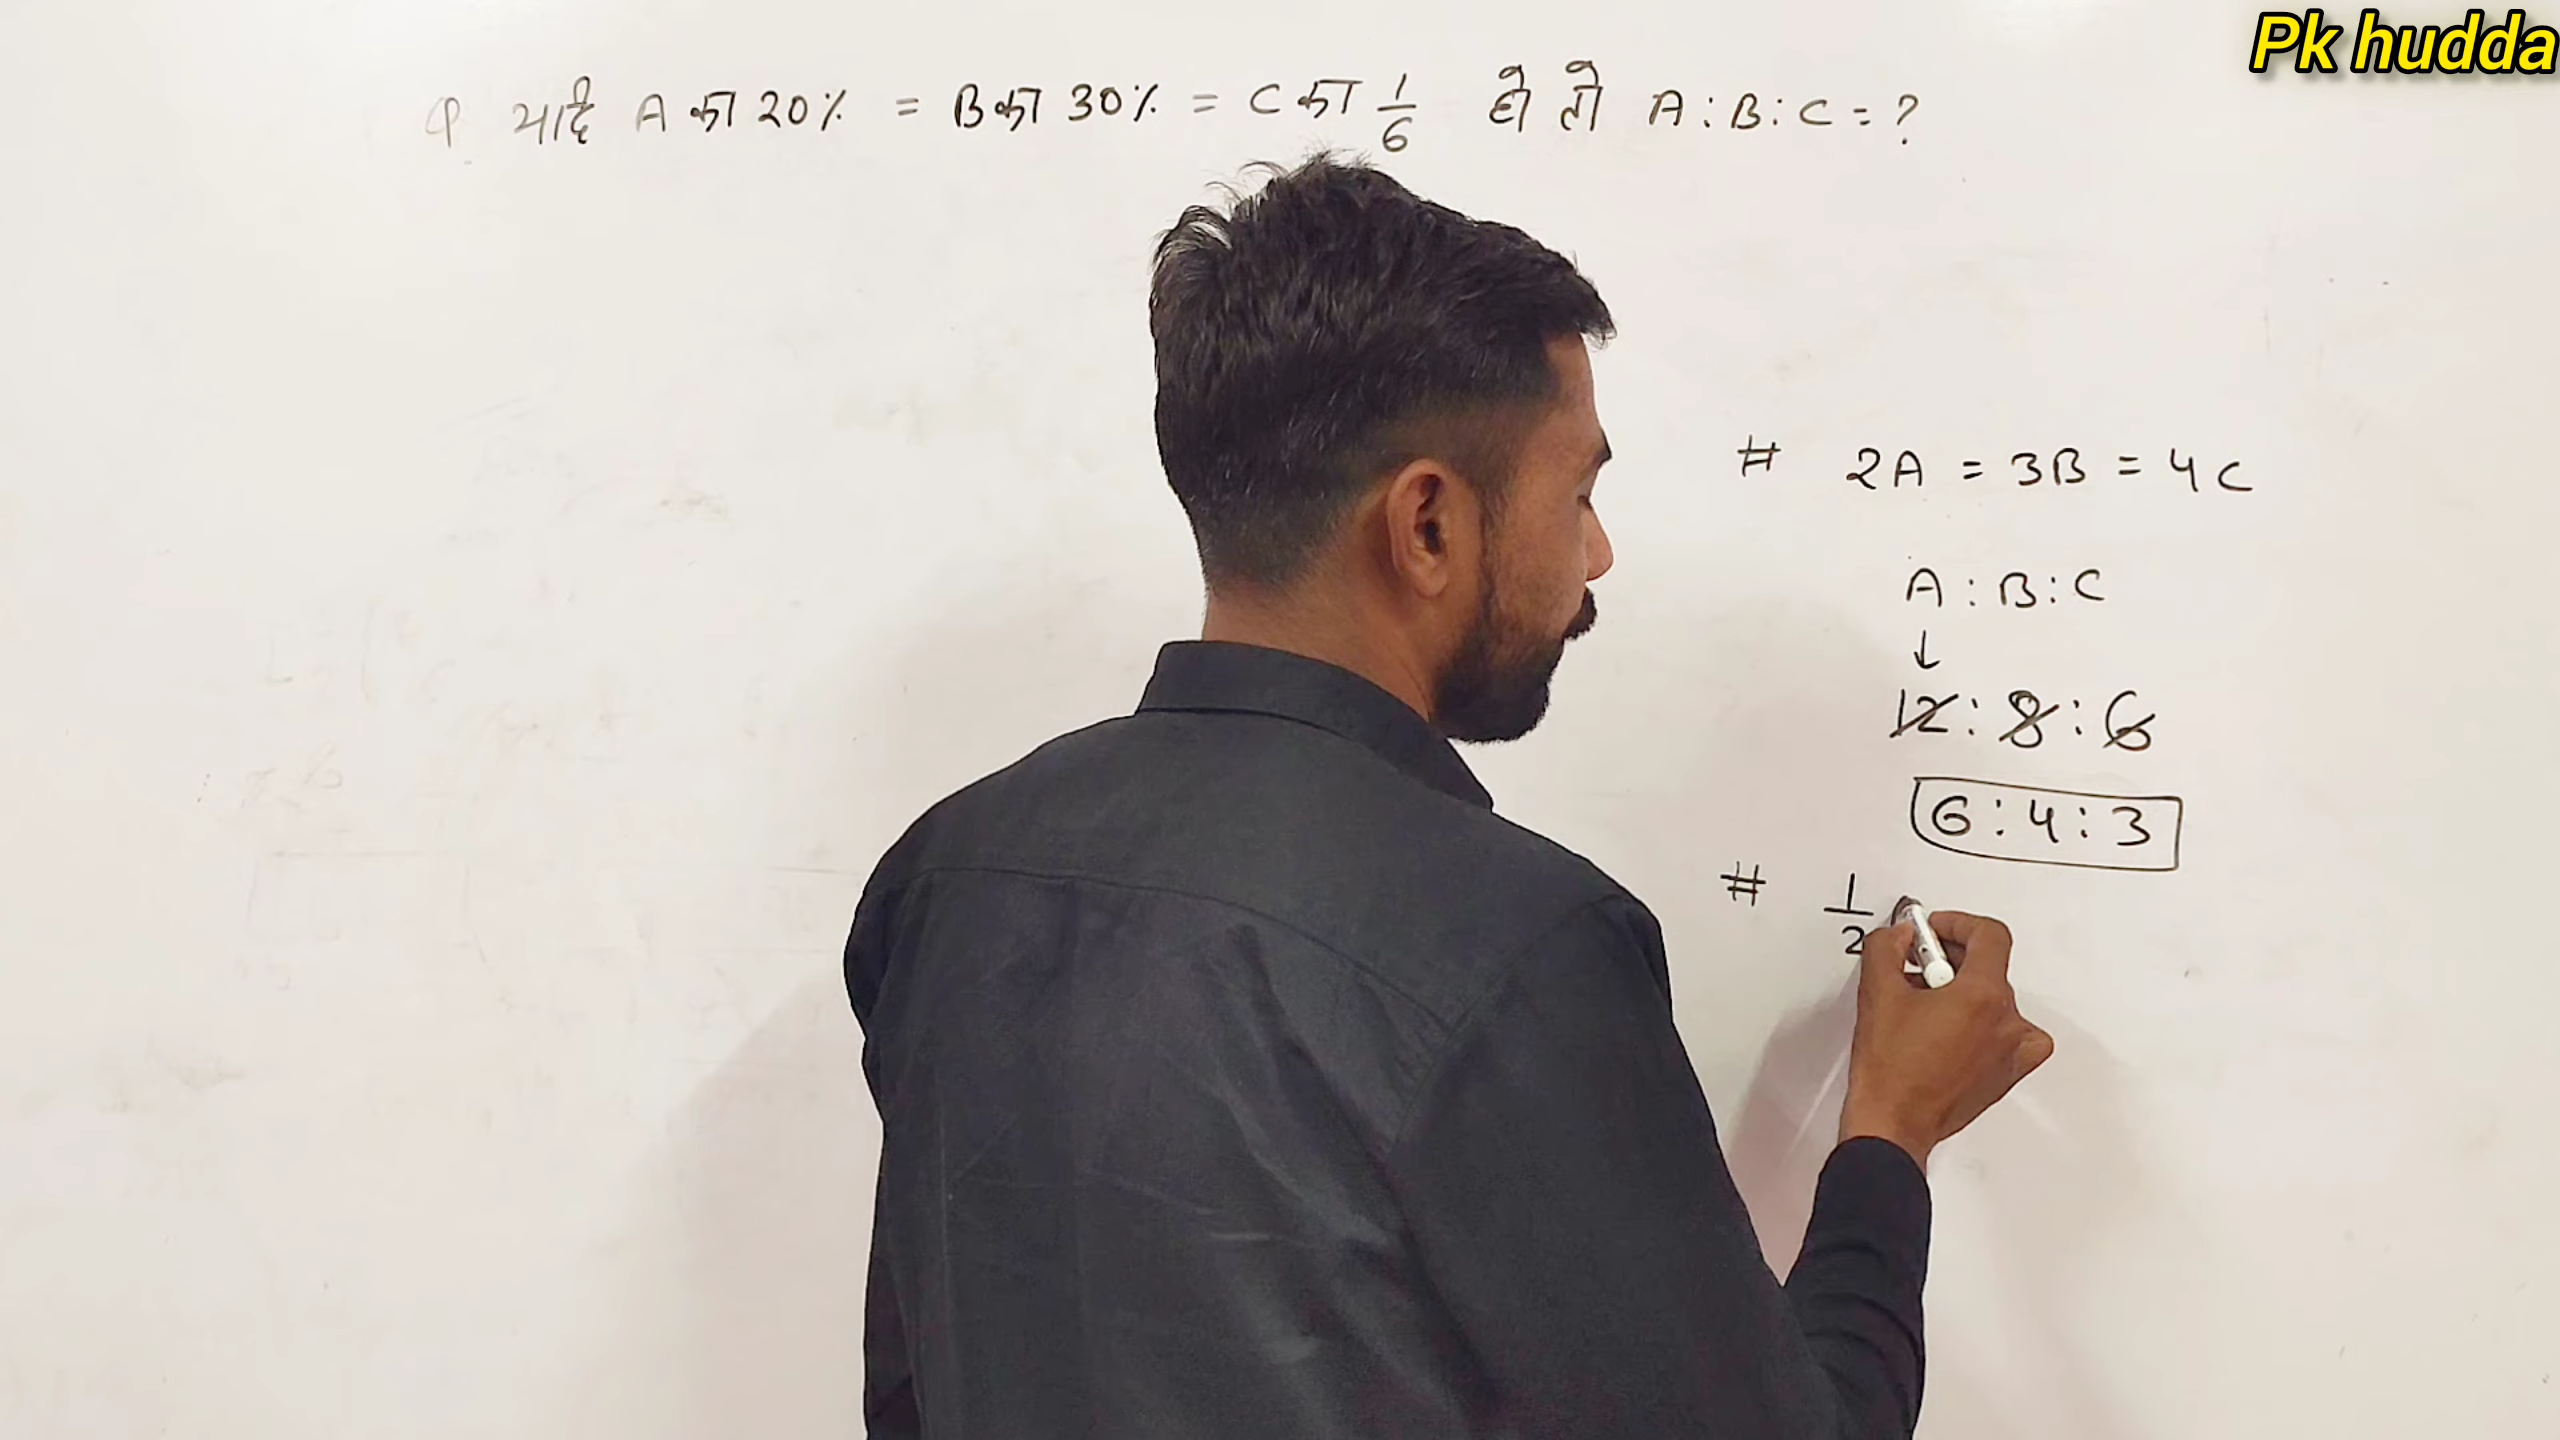 Pk hudda
Q यदि A का 20% = B का 30% = C का 1/6 हो तो A : B : C = ?
# 2A = 3B = 4C
A : B : C
↓
12 : 8 : 6
6 : 4 : 3
# 1/2